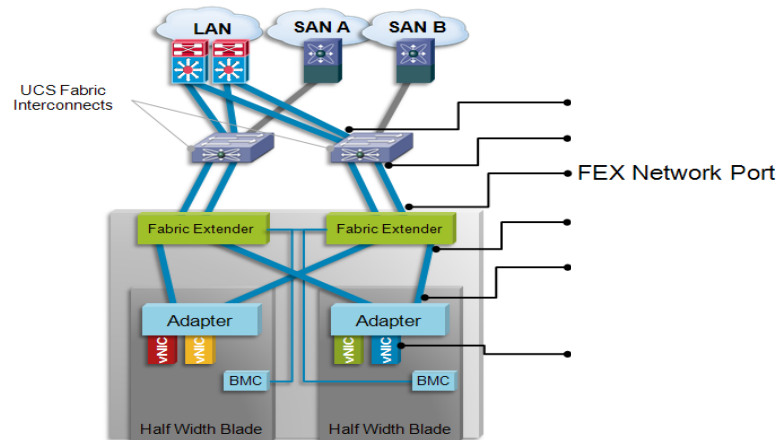 LAN
SAN A
SAN B
UCS Fabric
Interconnects
FEX Network Port
Fabric Extender
Fabric Extender
Adapter
Adapter
vNIC
vNIC
vNIC
vNIC
BMC
BMC
Half Width Blade
Half Width Blade